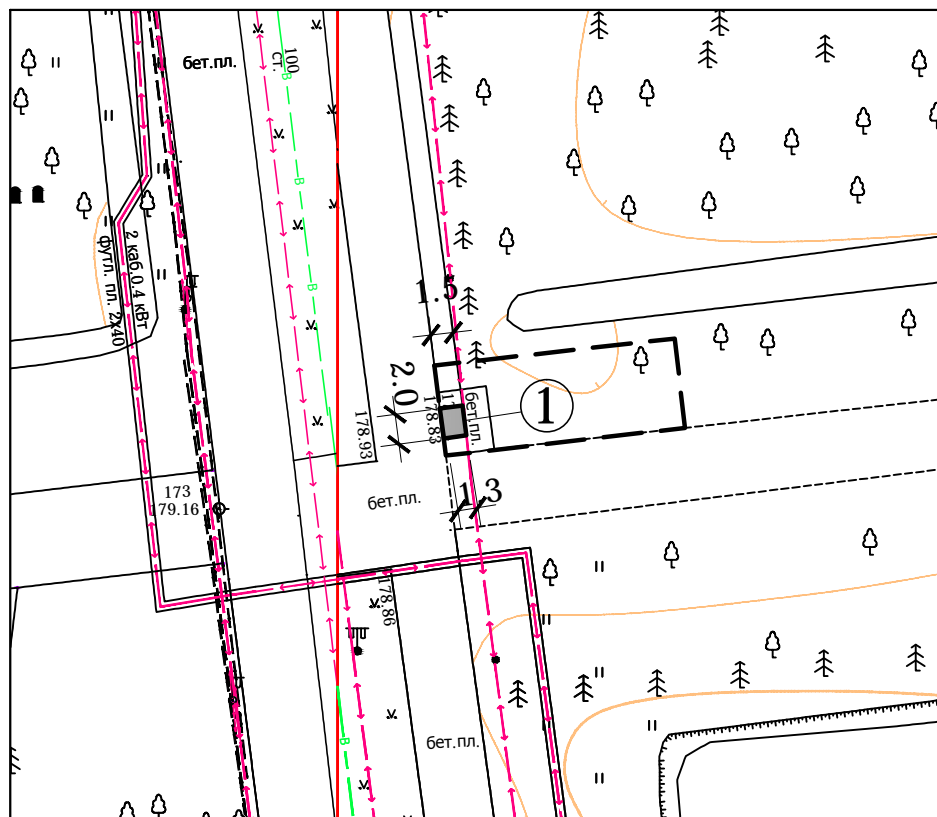 бет.пл.
100
ст.
В
В
В
2 каб.0.4 кВт
футл. пл. 2х40
1.5
2.0
1
178.93
178.83
бет.пл.
1.3
173
179.16
бет.пл.
178.86
бет.пл.
В